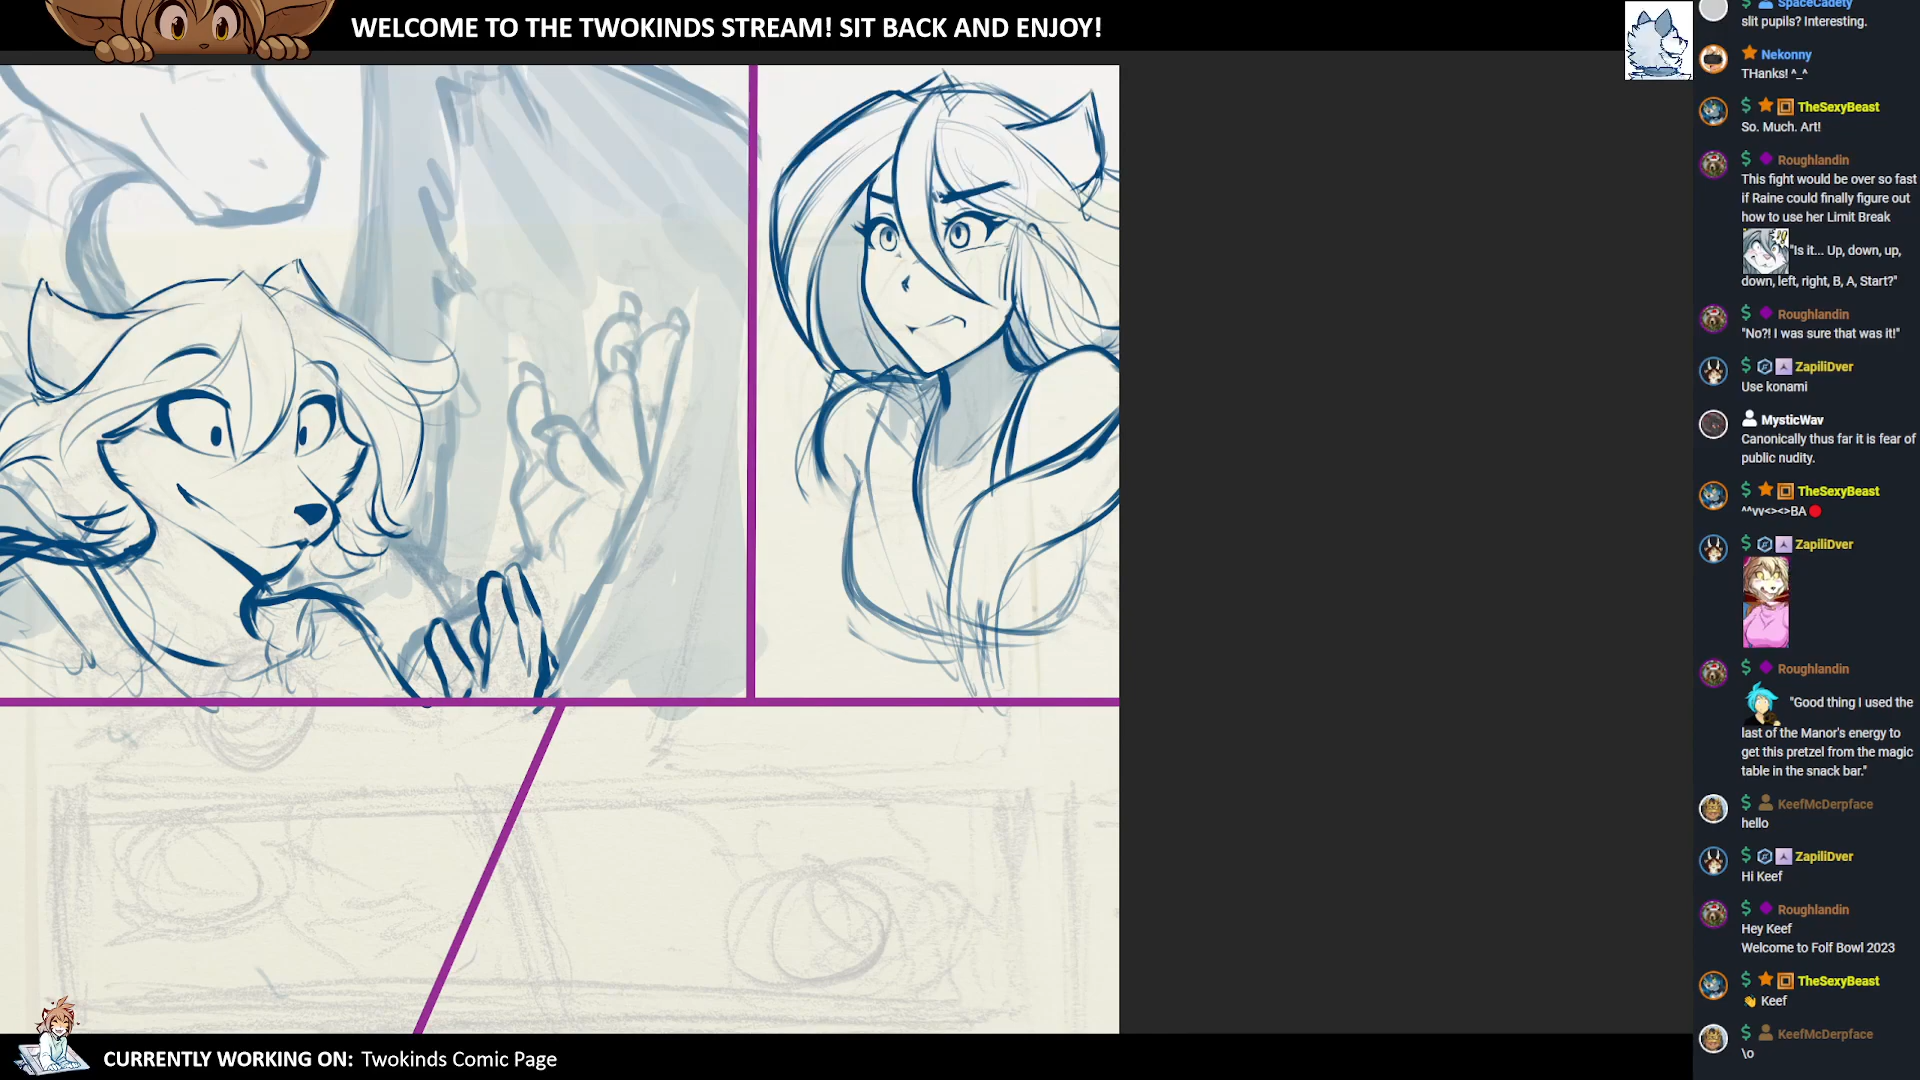 WELCOME TO THE TWOKINDS STREAM! SIT BACK AND ENJOY!
SpaceCadety
slit pupils? Interesting.
Nekonny
THanks! ^_^
TheSexyBeast
So. Much. Art!
Roughlandin
This fight would be over so fast
if Raine could finally figure out
how to use her Limit Break
"Is it... Up, down, up,
down, left, right, B, A, Start?"
Roughlandin
"No?! I was sure that was it!"
ZapiliDver
Use konami
MysticWav
Canonically thus far it is fear of
public nudity.
TheSexyBeast
^^vv<><>BA
ZapiliDver
Roughlandin
"Good thing I used the
last of the Manor's energy to
get this pretzel from the magic
table in the snack bar."
KeefMcDerpface
hello
ZapiliDver
Hi Keef
Roughlandin
Hey Keef
Welcome to Folf Bowl 2023
TheSexyBeast
👋 Keef
KeefMcDerpface
\o
CURRENTLY WORKING ON: Twokinds Comic Page